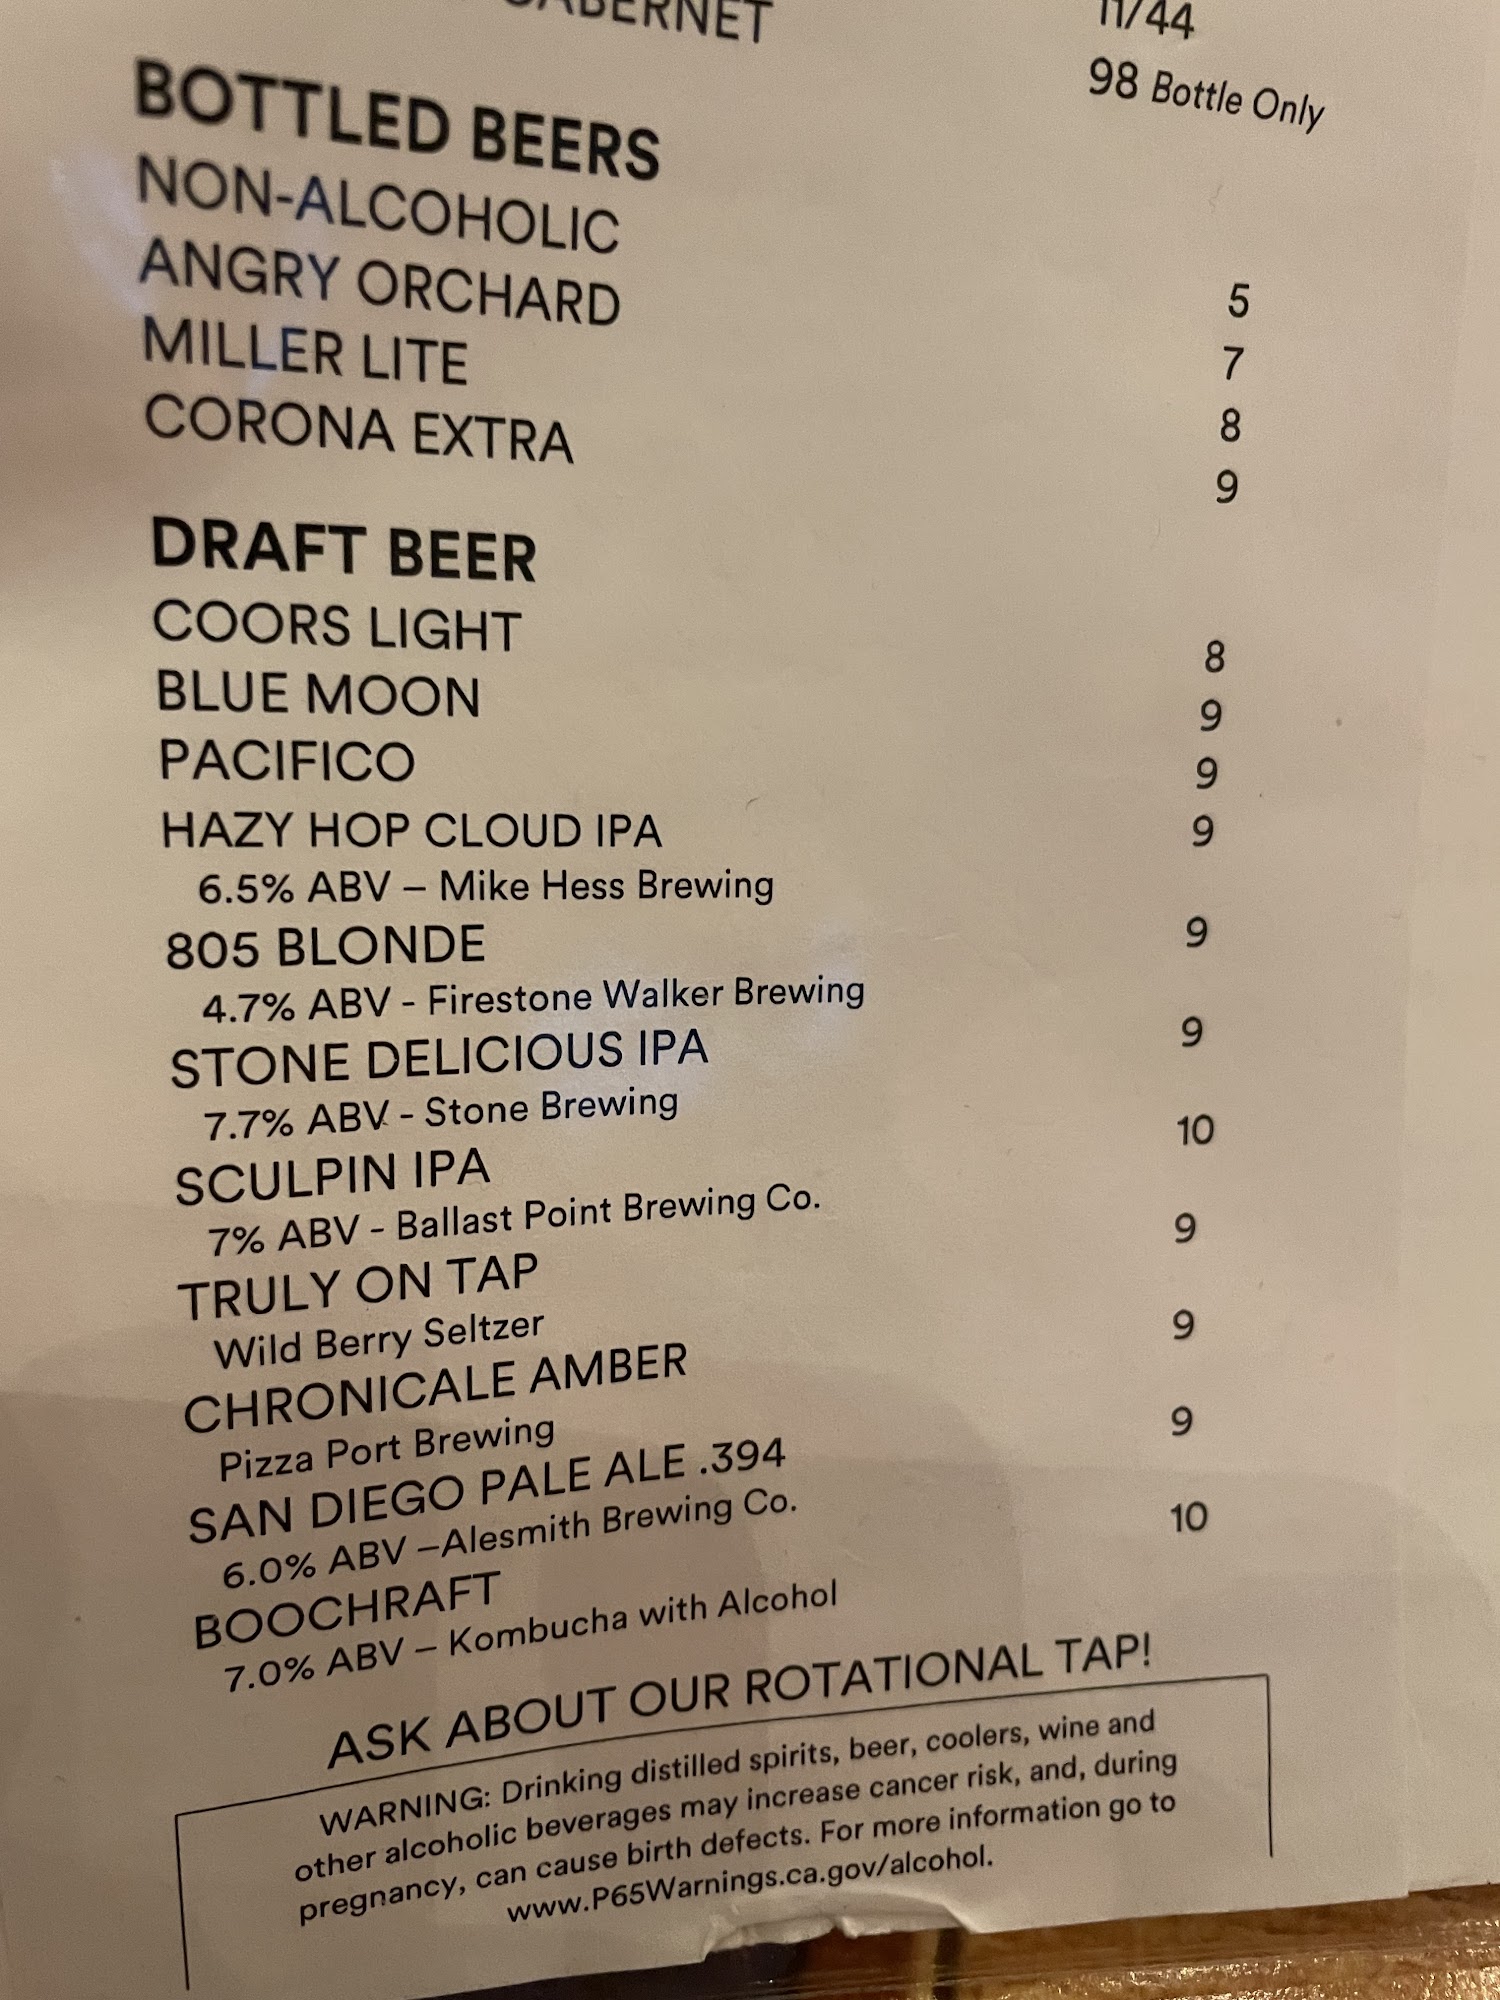 CABERNET 11/44
98 Bottle Only
BOTTLED BEERS
NON-ALCOHOLIC 5
ANGRY ORCHARD 7
MILLER LITE 8
CORONA EXTRA 9
DRAFT BEER
COORS LIGHT 8
BLUE MOON 9
PACIFICO 9
HAZY HOP CLOUD IPA 9
6.5% ABV – Mike Hess Brewing
805 BLONDE 9
4.7% ABV - Firestone Walker Brewing
STONE DELICIOUS IPA 9
7.7% ABV - Stone Brewing
SCULPIN IPA 10
7% ABV - Ballast Point Brewing Co.
TRULY ON TAP 9
Wild Berry Seltzer
CHRONICALE AMBER 9
Pizza Port Brewing
SAN DIEGO PALE ALE .394 9
6.0% ABV –Alesmith Brewing Co.
BOOCHRAFT 10
7.0% ABV – Kombucha with Alcohol
ASK ABOUT OUR ROTATIONAL TAP!
WARNING: Drinking distilled spirits, beer, coolers, wine and
other alcoholic beverages may increase cancer risk, and, during
pregnancy, can cause birth defects. For more information go to
www.P65Warnings.ca.gov/alcohol.